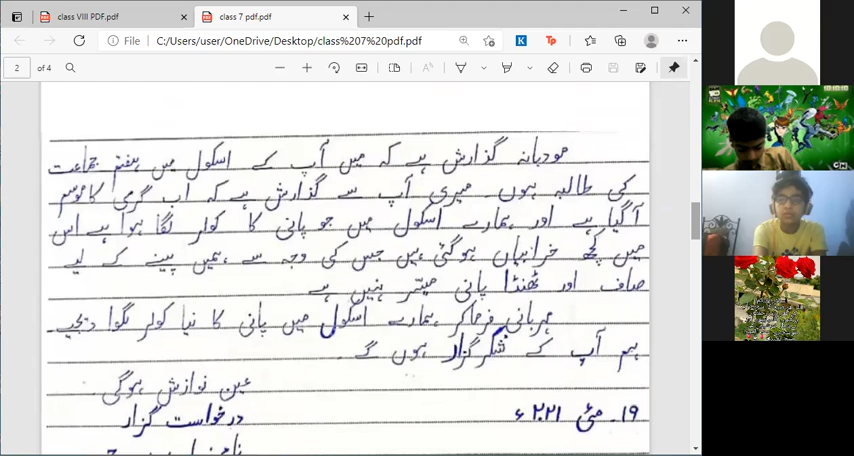 class VIII PDF.pdf
class 7 pdf.pdf
File
C:/Users/user/OneDrive/Desktop/class%207%20pdf.pdf
2 of 4
مودبانہ گذارش ہے کہ میں آپ کے اسکول میں ہفتم جماعت
کی طالبہ ہوں۔ میری آپ سے گذارش ہے کہ اب گرمی کا موسم
آگیا ہے اور ہمارے اسکول میں جو پانی کا کولر لگا ہوا ہے اس
میں کچھ خرابیاں ہوگئی ہیں جس کی وجہ سے ہمیں پینے کے لیے
صاف اور ٹھنڈا پانی میسّر نہیں ہے
مہربانی فرماکر ہمارے اسکول میں پانی کا نیا کولر لگوا دیجیے۔
ہم آپ کے شکر گزار ہوں گے۔
عین نوازش ہوگی
۱۹۔ مئی ۲۰۲۱ء
درخواست گزار
CN